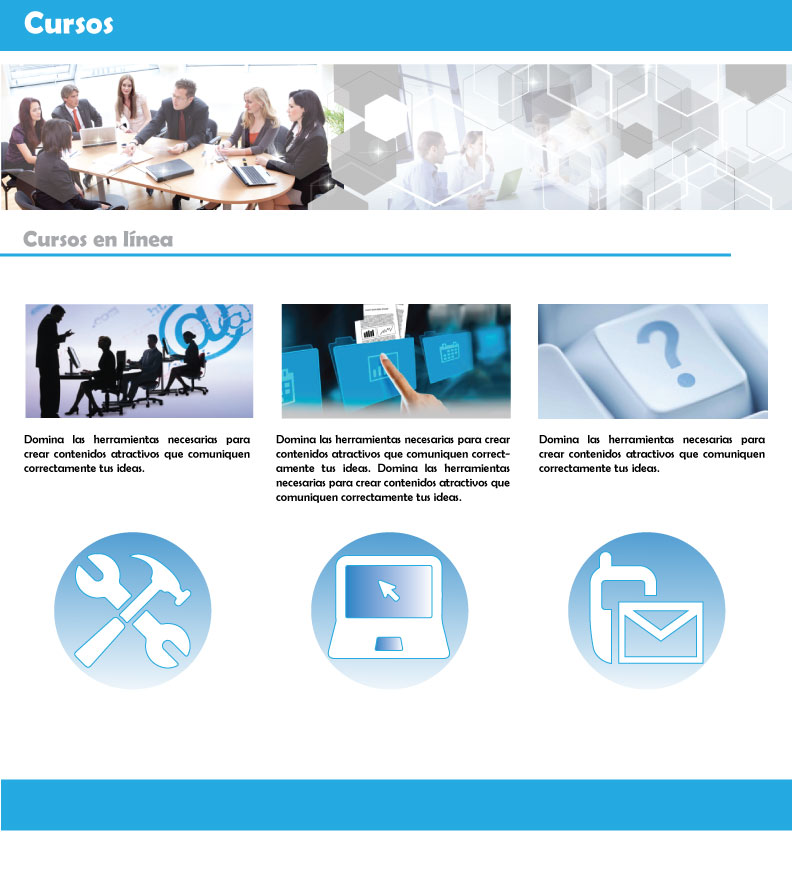 Cursos
Cursos en línea
Domina las herramientas necesarias para
crear contenidos atractivos que comuniquen
correctamente tus ideas.
Domina las herramientas necesarias para crear
contenidos atractivos que comuniquen correct-
amente tus ideas. Domina las herramientas
necesarias para crear contenidos atractivos que
comuniquen correctamente tus ideas.
Domina las herramientas necesarias para
crear contenidos atractivos que comuniquen
correctamente tus ideas.
.com
@
?